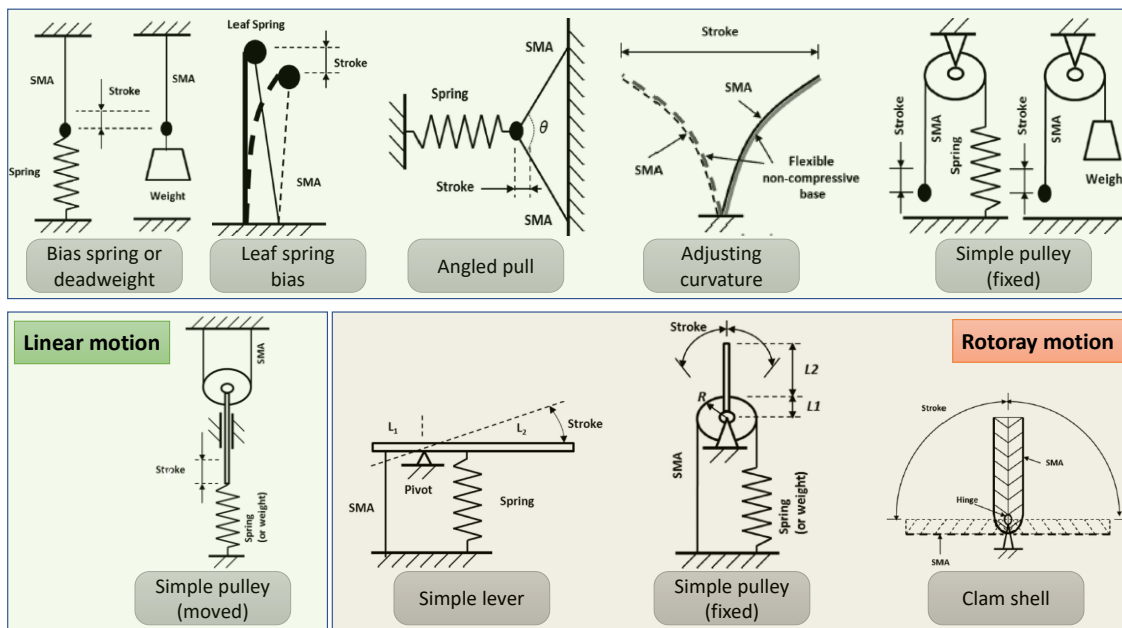 SMA
Stroke
Spring
SMA
Weight
Bias spring or
deadweight
Leaf Spring
Stroke
SMA
Leaf spring
bias
Spring
SMA
θ
Stroke
SMA
Angled pull
Stroke
SMA
SMA
Flexible
non-compressive
base
Adjusting
curvature
Stroke
SMA
Spring
Stroke
SMA
Weight
Simple pulley
(fixed)
Linear motion
SMA
Stroke
Spring
(or weight)
Simple pulley
(moved)
Rotoray motion
L1
L2
Stroke
Pivot
SMA
Spring
Simple lever
Stroke
L2
L1
R
SMA
Spring
(or weight)
Simple pulley
(fixed)
Stroke
SMA
Hinge
SMA
Clam shell